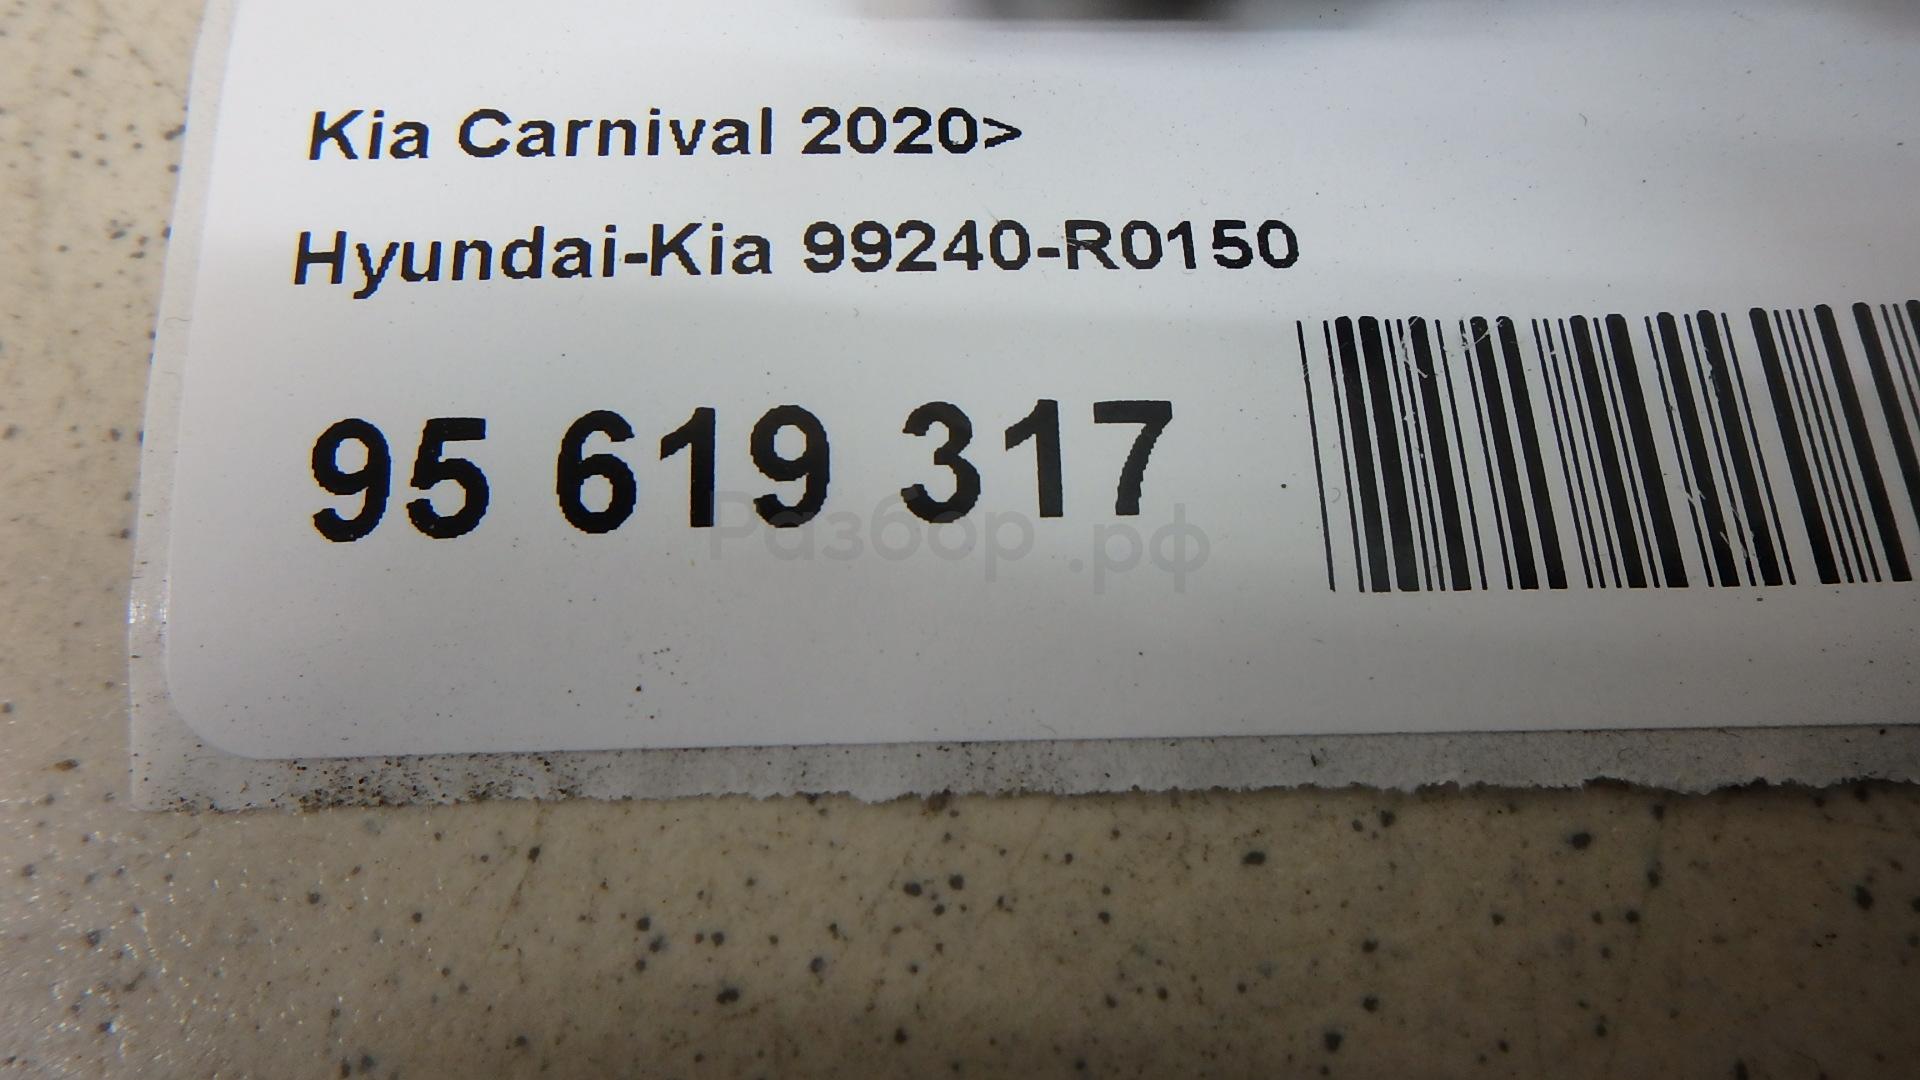 Kia Carnival 2020>
Hyundai-Kia 99240-R0150
95 619 317
Разбор.рф